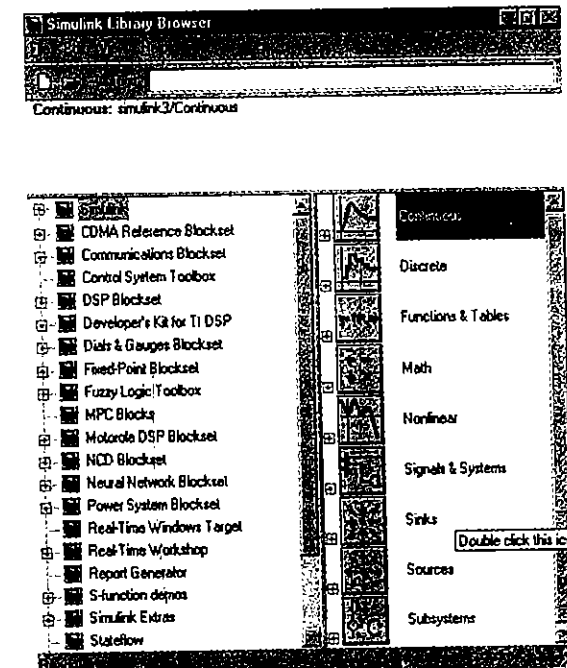 Simulink Library Browser
Continuous: simulink3/Continuous
Simulink
CDMA Reference Blockset
Communications Blockset
Control System Toolbox
DSP Blockset
Developer's Kit for TI DSP
Dials & Gauges Blockset
Fixed-Point Blockset
Fuzzy Logic Toolbox
MPC Blocks
Motorola DSP Blockset
NCD Blockset
Neural Network Blockset
Power System Blockset
Real-Time Windows Target
Real-Time Workshop
Report Generator
S-function demos
Simulink Extras
Stateflow
Continuous
Discrete
Functions & Tables
Math
Nonlinear
Signals & Systems
Sinks
Double click this ic
Sources
Subsystems